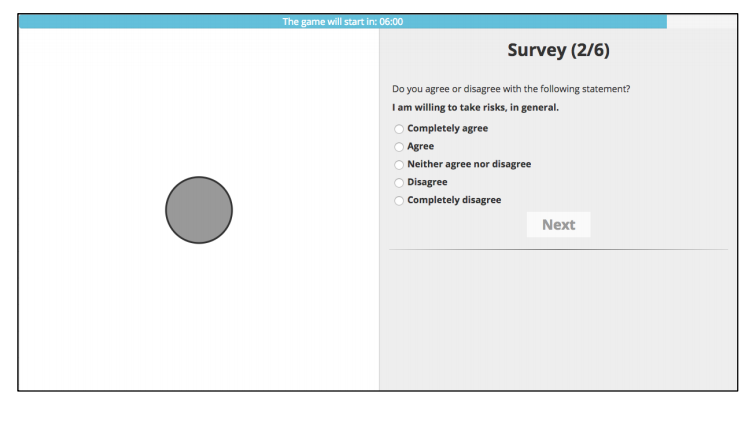 The game will start in: 06:00
Survey (2/6)
Do you agree or disagree with the following statement?
I am willing to take risks, in general.
Completely agree
Agree
Neither agree nor disagree
Disagree
Completely disagree
Next